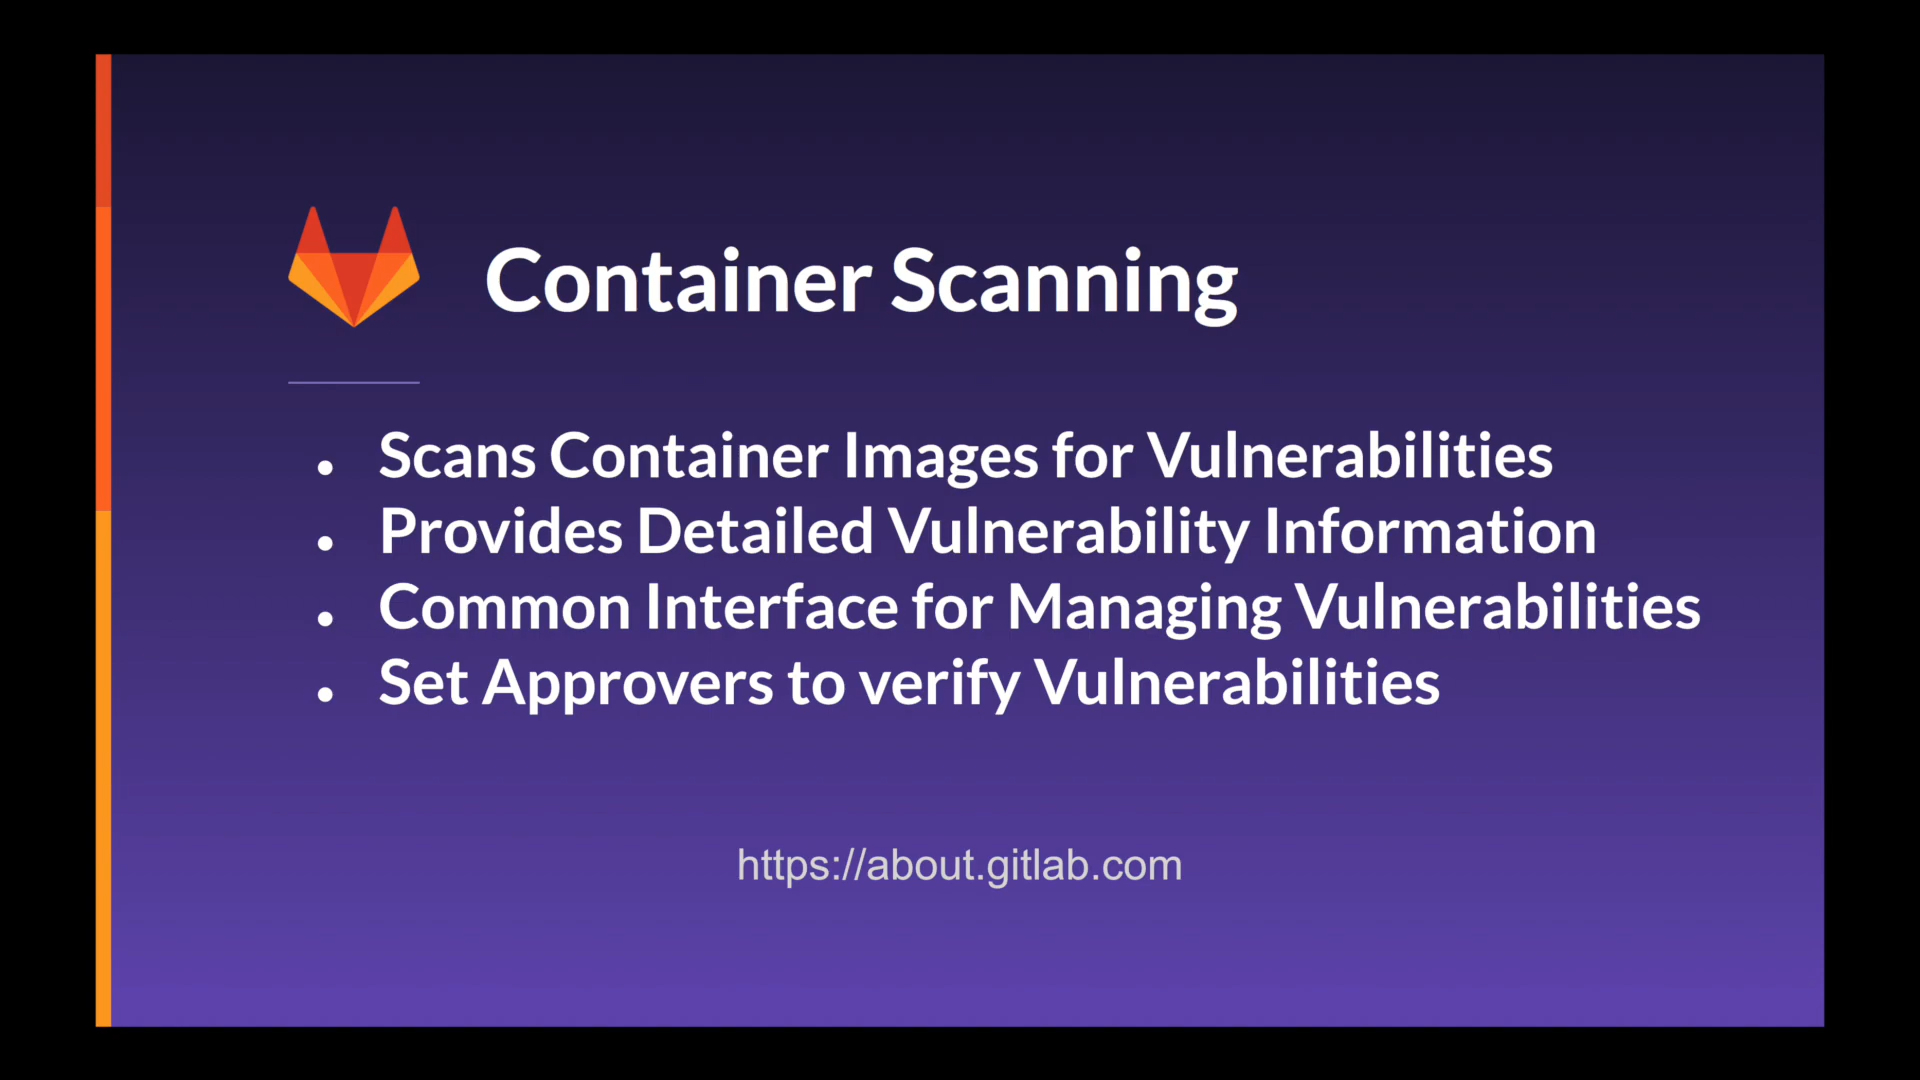 Container Scanning
• Scans Container Images for Vulnerabilities
• Provides Detailed Vulnerability Information
• Common Interface for Managing Vulnerabilities
• Set Approvers to verify Vulnerabilities
https://about.gitlab.com